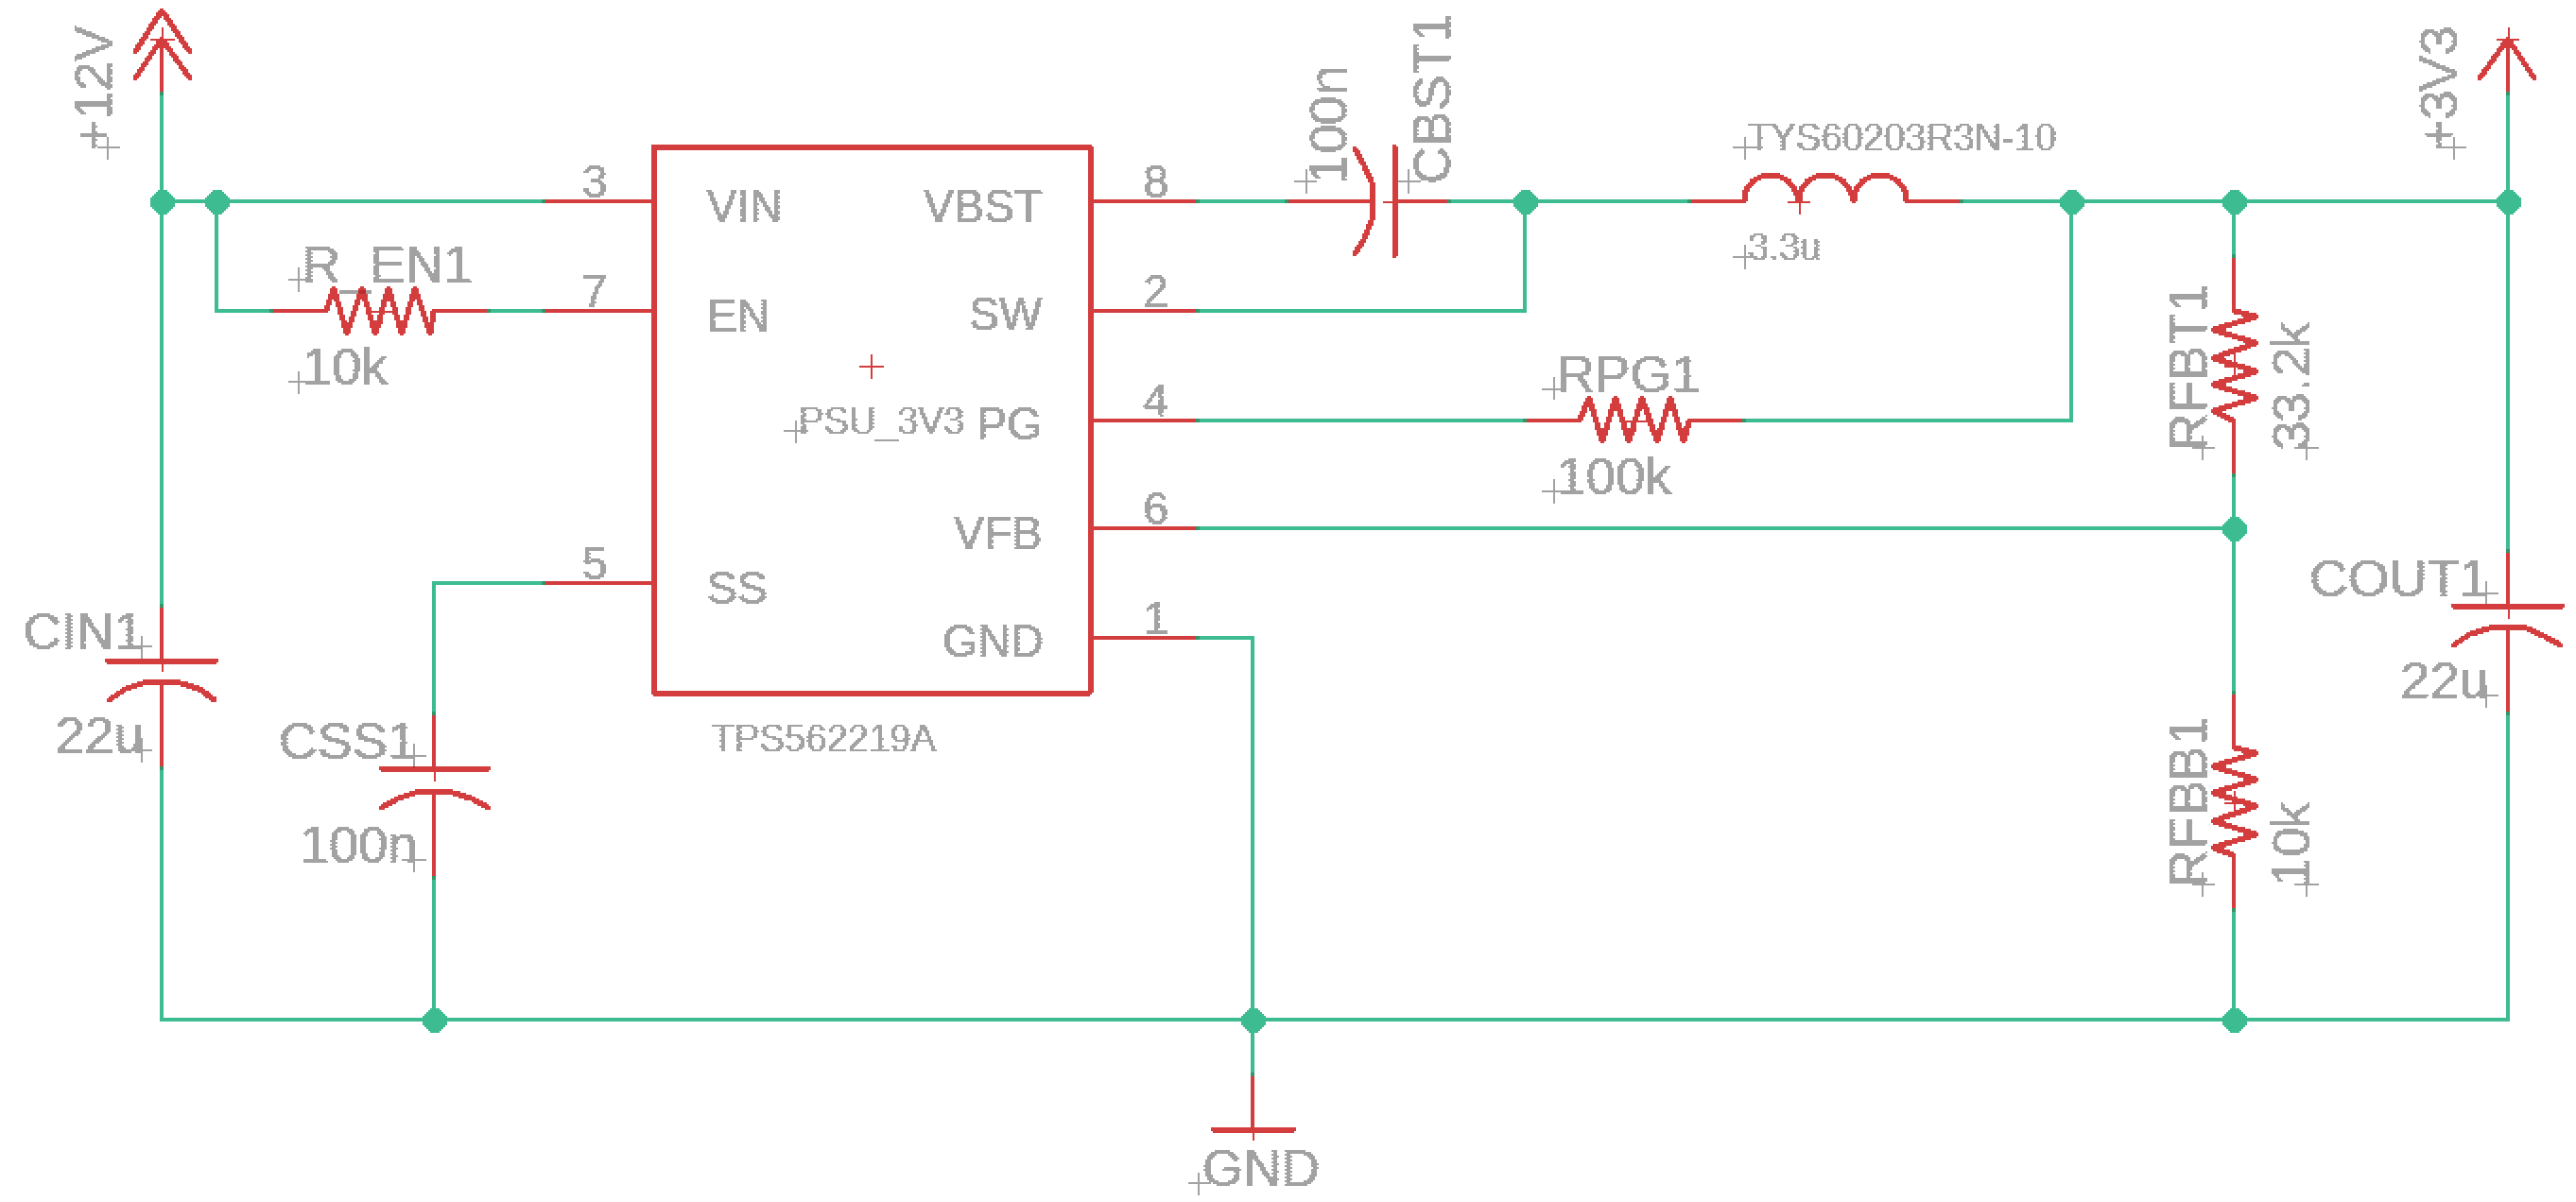 +12V
100n
CBST1
+3V3
TYS60203R3N-10
3.3u
3
VIN
VBST
8
R_EN1
10k
7
EN
SW
2
PSU_3V3
PG
4
RPG1
100k
RFBT1
33.2k
VFB
6
5
SS
GND
1
CIN1
22u
CSS1
100n
TPS562219A
COUT1
22u
RFBB1
10k
GND